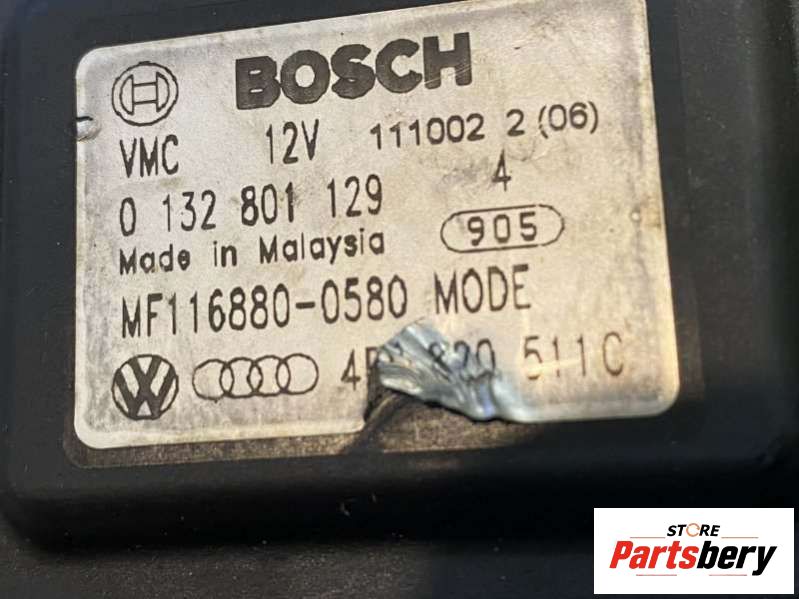 BOSCH
VMC 12V 111002 2 (06)
0 132 801 129 4
Made in Malaysia 905
MF116880-0580 MODE
820 511C
STORE
Partsbery